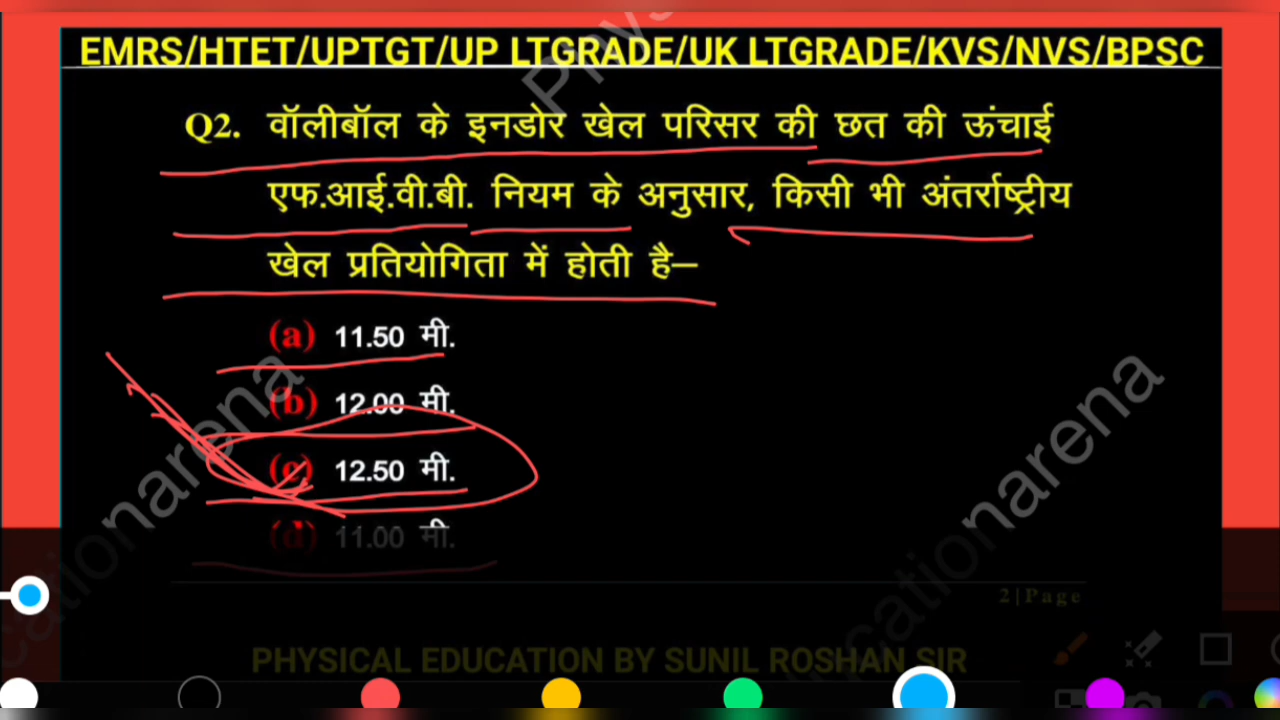 EMRS/HTET/UPTGT/UP LTGRADE/UK LTGRADE/KVS/NVS/BPSC
Q2. वॉलीबॉल के इनडोर खेल परिसर की छत की ऊंचाई
एफ.आई.वी.बी. नियम के अनुसार, किसी भी अंतर्राष्ट्रीय
खेल प्रतियोगिता में होती है–
(a) 11.50 मी.
(b) 12.00 मी.
(c) 12.50 मी.
(d) 11.00 मी.
2|Page
PHYSICAL EDUCATION BY SUNIL ROSHAN SIR